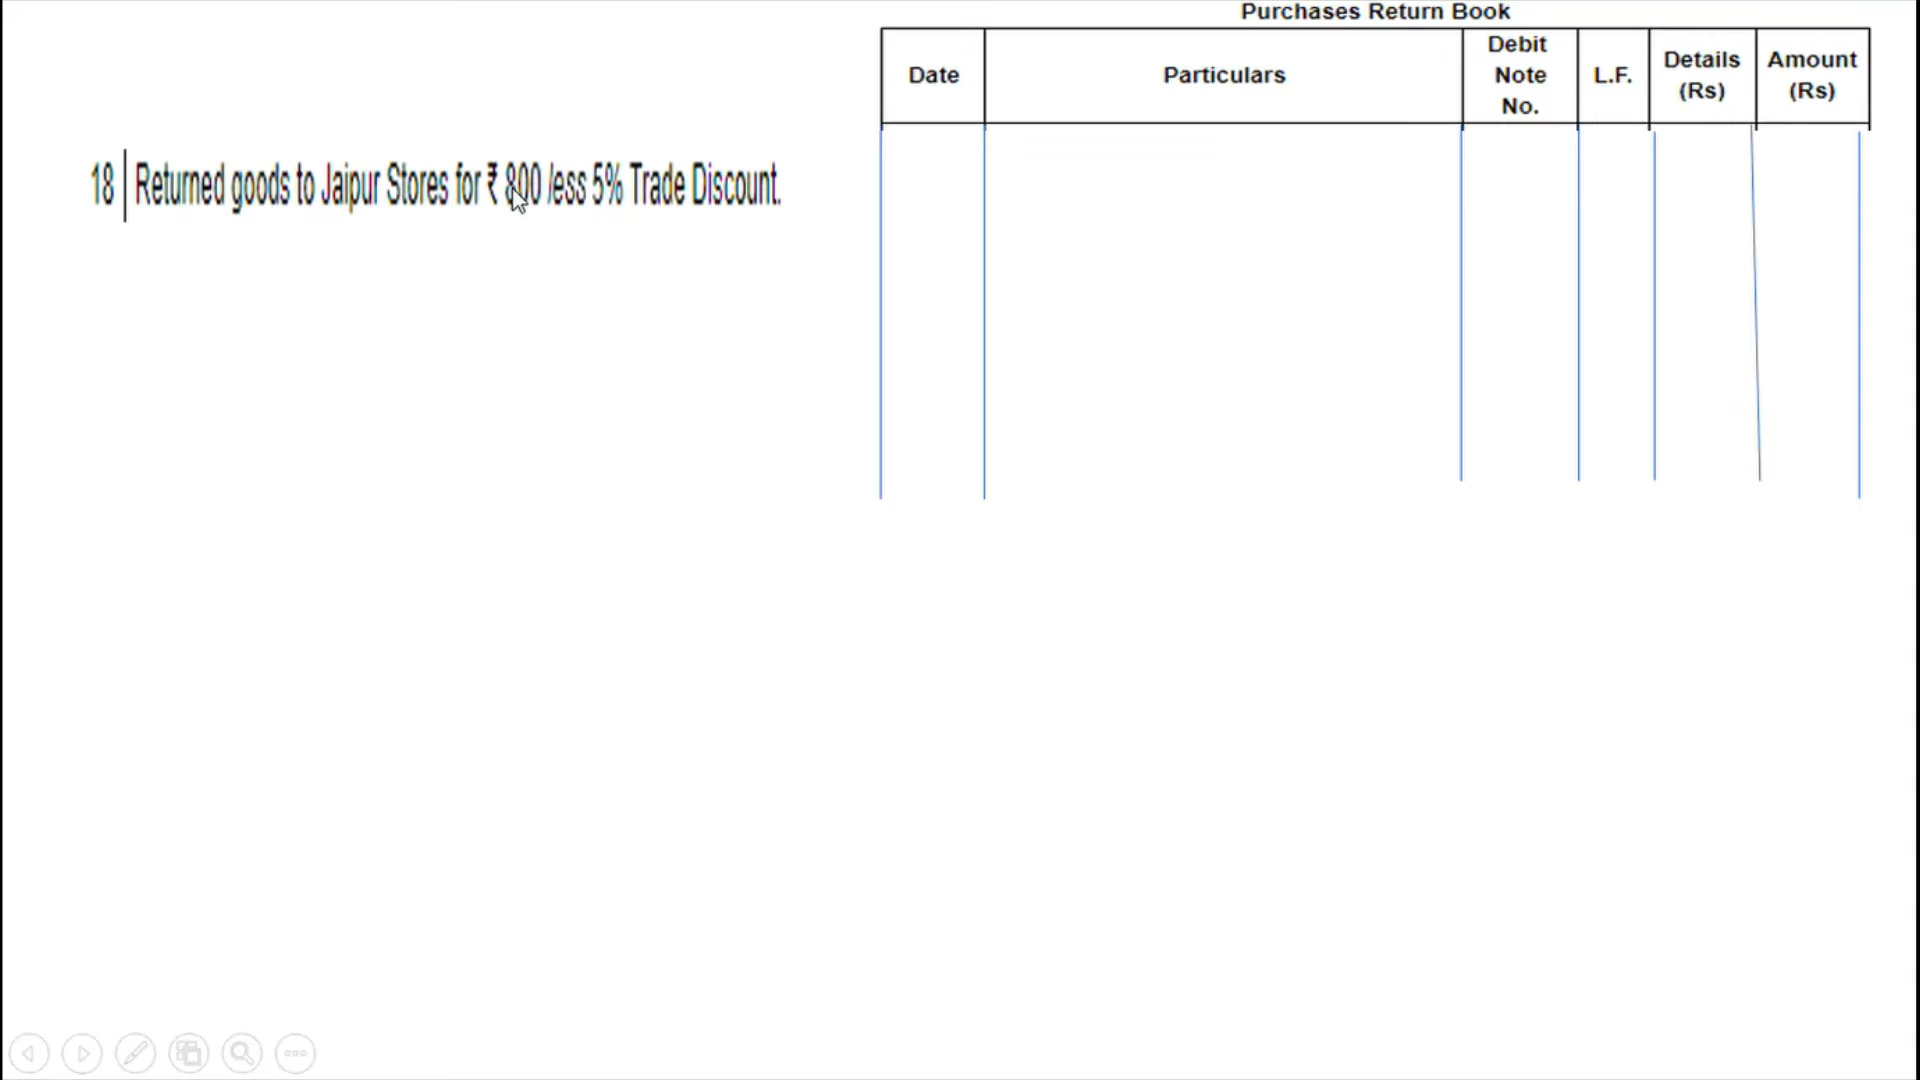 Purchases Return Book
Date Particulars Debit Note No. L.F. Details (Rs) Amount (Rs)
18 Returned goods to Jaipur Stores for ₹ 800 less 5% Trade Discount.